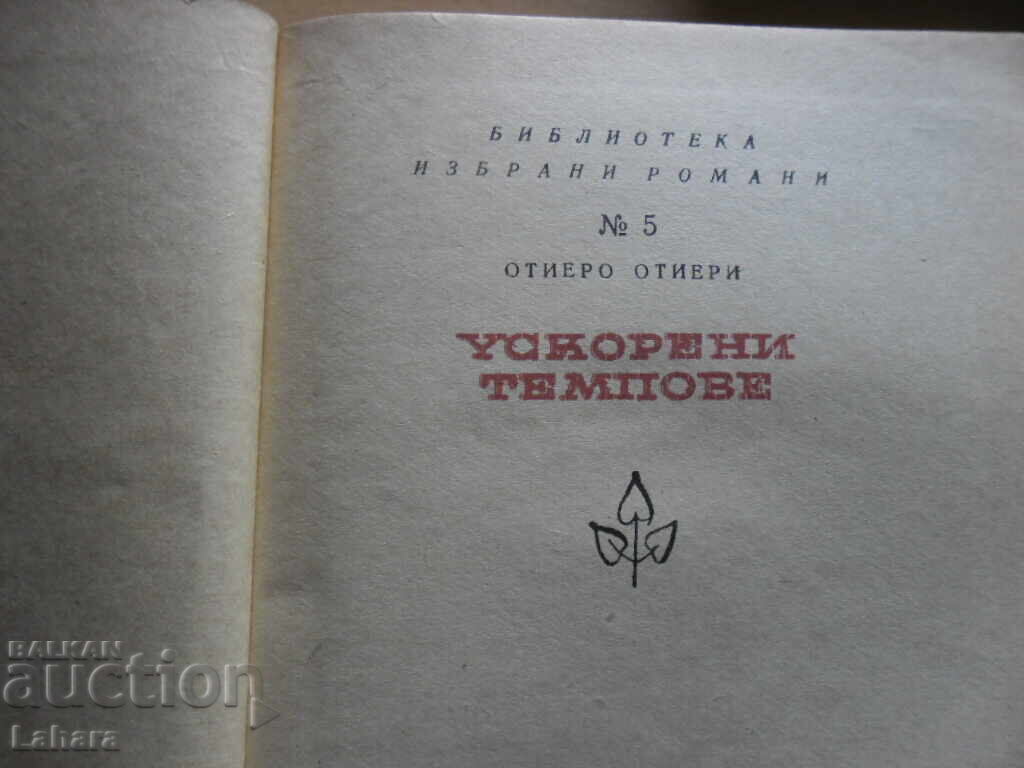 БИБЛИОТЕКА
ИЗБРАНИ РОМАНИ
№ 5
ОТИЕРО ОТИЕРИ
УСКОРЕНИ
ТЕМПОВЕ
BALKAN
auction
Lahara